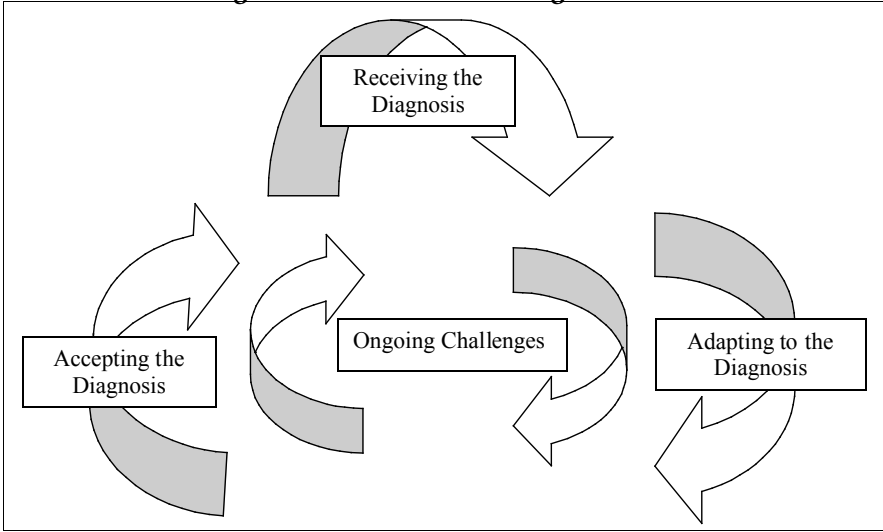 Receiving the
Diagnosis
Ongoing Challenges
Accepting the
Diagnosis
Adapting to the
Diagnosis